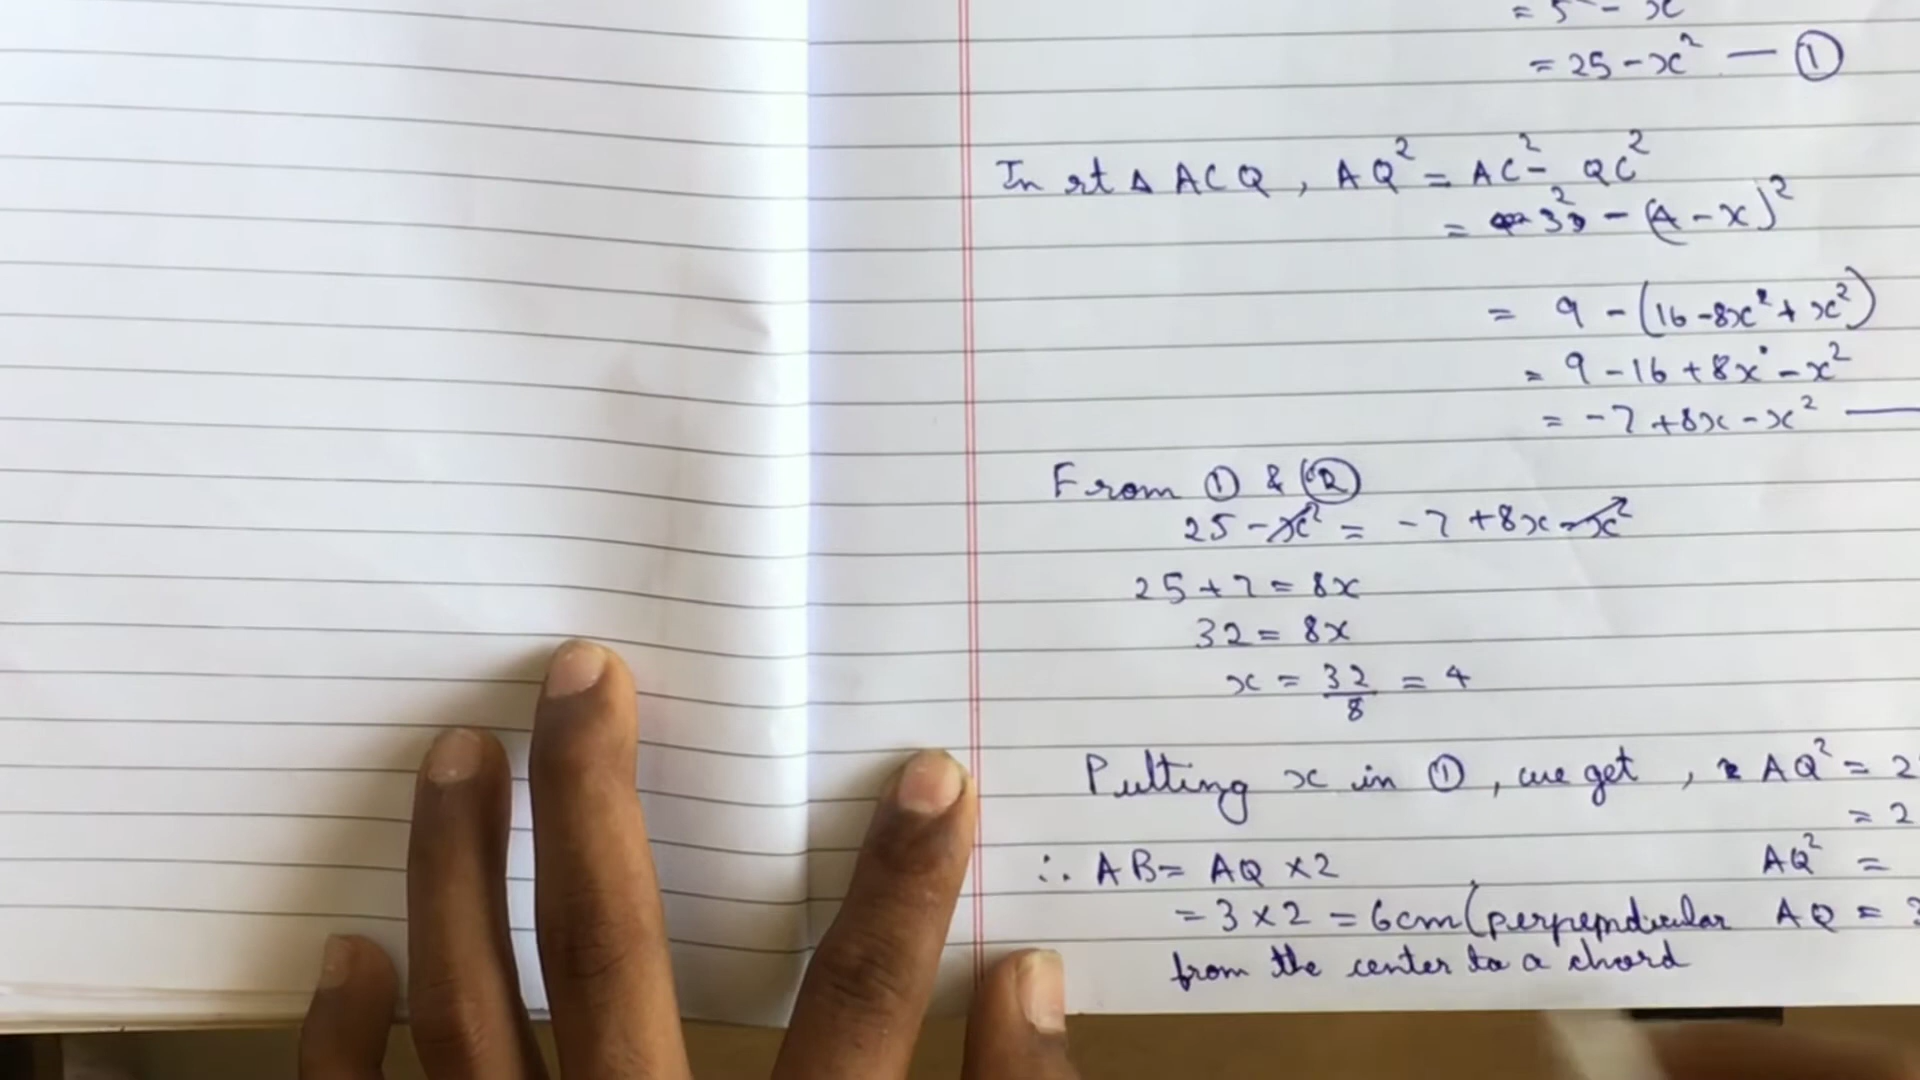 = 5² - x
= 25 - x² — ①
In rt △ ACQ, AQ² = AC² - QC²
= 3² - (4 - x)²
= 9 - (16 - 8x² + x²)
= 9 - 16 + 8x - x²
= -7 + 8x - x² —
From ① & ②
25 - x² = -7 + 8x - x²
25 + 7 = 8x
32 = 8x
x = 32/8 = 4
Putting x in ①, we get, AQ² = 2
= 2
∴ AB = AQ × 2
AQ² =
= 3 × 2 = 6cm (perpendicular
AQ = 3
from the center to a chord